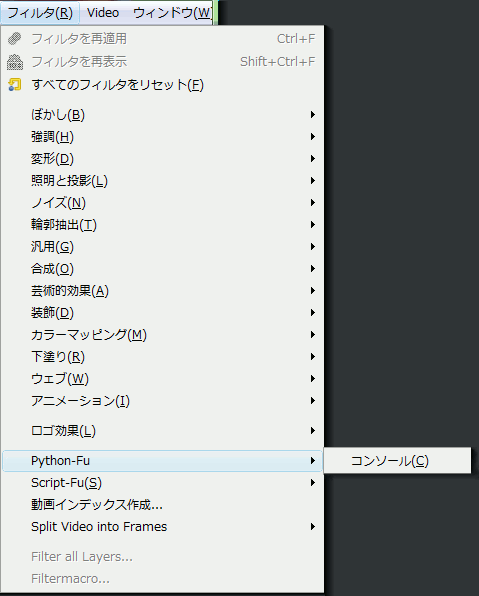 フィルタ(R) Video ウィンドウ(W)
フィルタを再適用 Ctrl+F
フィルタを再表示 Shift+Ctrl+F
すべてのフィルタをリセット(F)
ぼかし(B)
強調(H)
変形(D)
照明と投影(L)
ノイズ(N)
輪郭抽出(T)
汎用(G)
合成(O)
芸術的効果(A)
装飾(D)
カラーマッピング(M)
下塗り(R)
ウェブ(W)
アニメーション(I)
ロゴ効果(L)
Python-Fu コンソール(C)
Script-Fu(S)
動画インデックス作成...
Split Video into Frames
Filter all Layers...
Filtermacro...